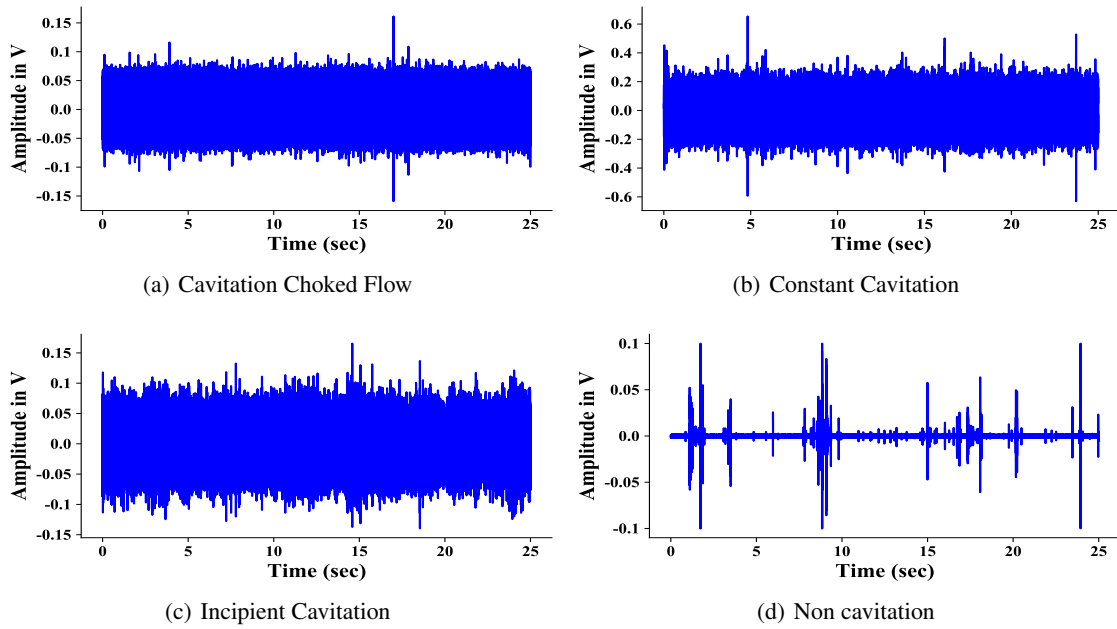 0.15
0.1
0.05
0.0
-0.05
-0.1
-0.15
Amplitude in V
0 5 10 15 20 25
Time (sec)
(a) Cavitation Choked Flow
0.6
0.4
0.2
0.0
-0.2
-0.4
-0.6
Amplitude in V
0 5 10 15 20 25
Time (sec)
(b) Constant Cavitation
0.15
0.1
0.05
0.0
-0.05
-0.1
-0.15
Amplitude in V
0 5 10 15 20 25
Time (sec)
(c) Incipient Cavitation
0.1
0.05
0.0
-0.05
-0.1
Amplitude in V
0 5 10 15 20 25
Time (sec)
(d) Non cavitation